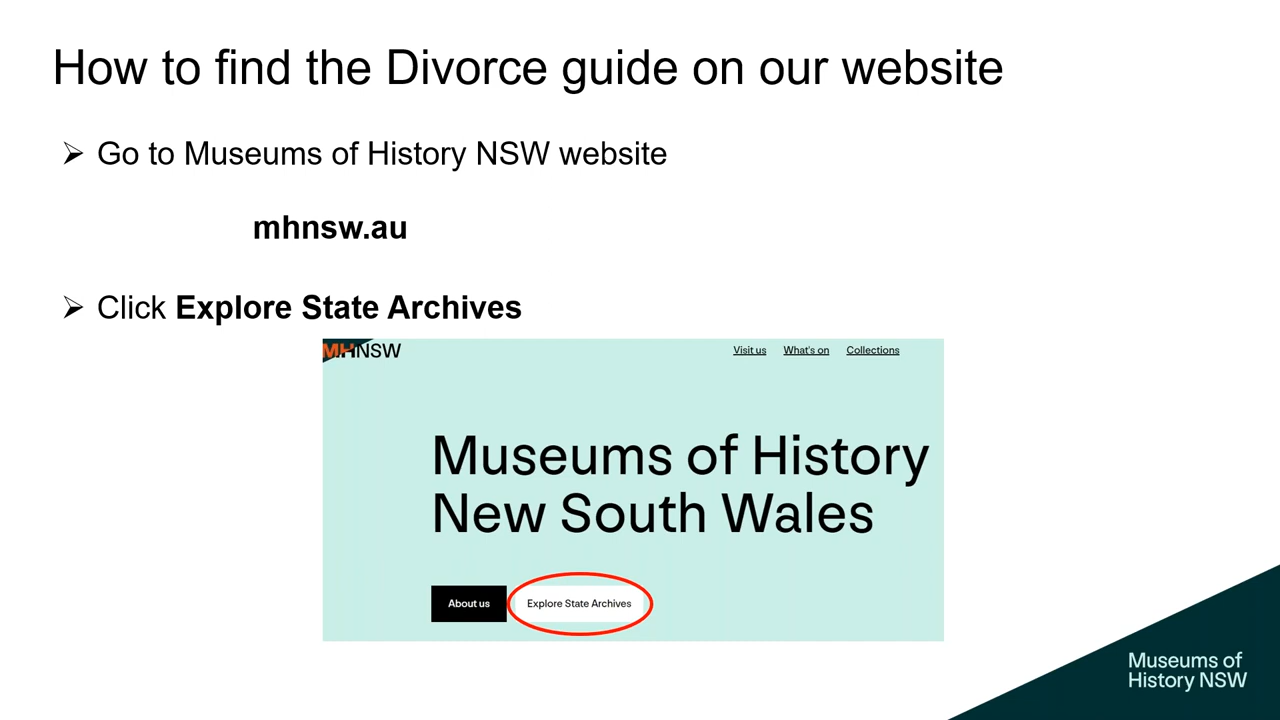 How to find the Divorce guide on our website
Go to Museums of History NSW website
mhnsw.au
Click Explore State Archives
MHNSW
Visit us What's on Collections
Museums of History
New South Wales
About us Explore State Archives
Museums of
History NSW